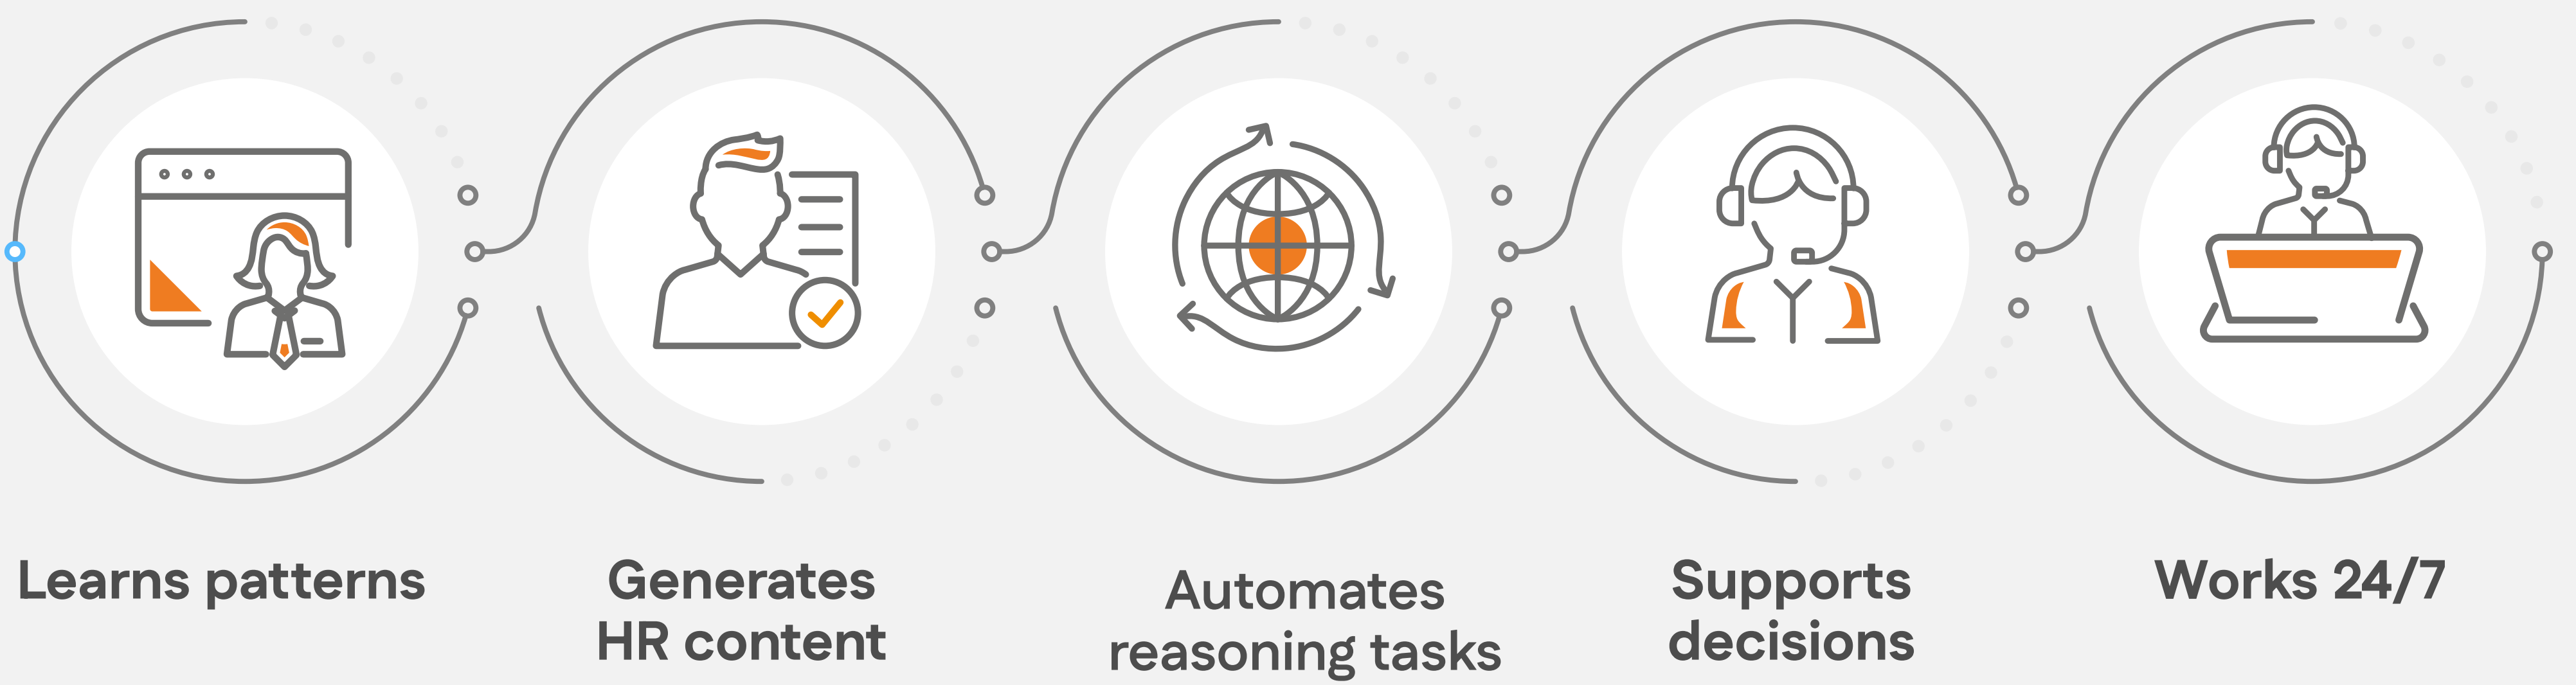 Learns patterns
Generates
HR content
Automates
reasoning tasks
Supports
decisions
Works 24/7